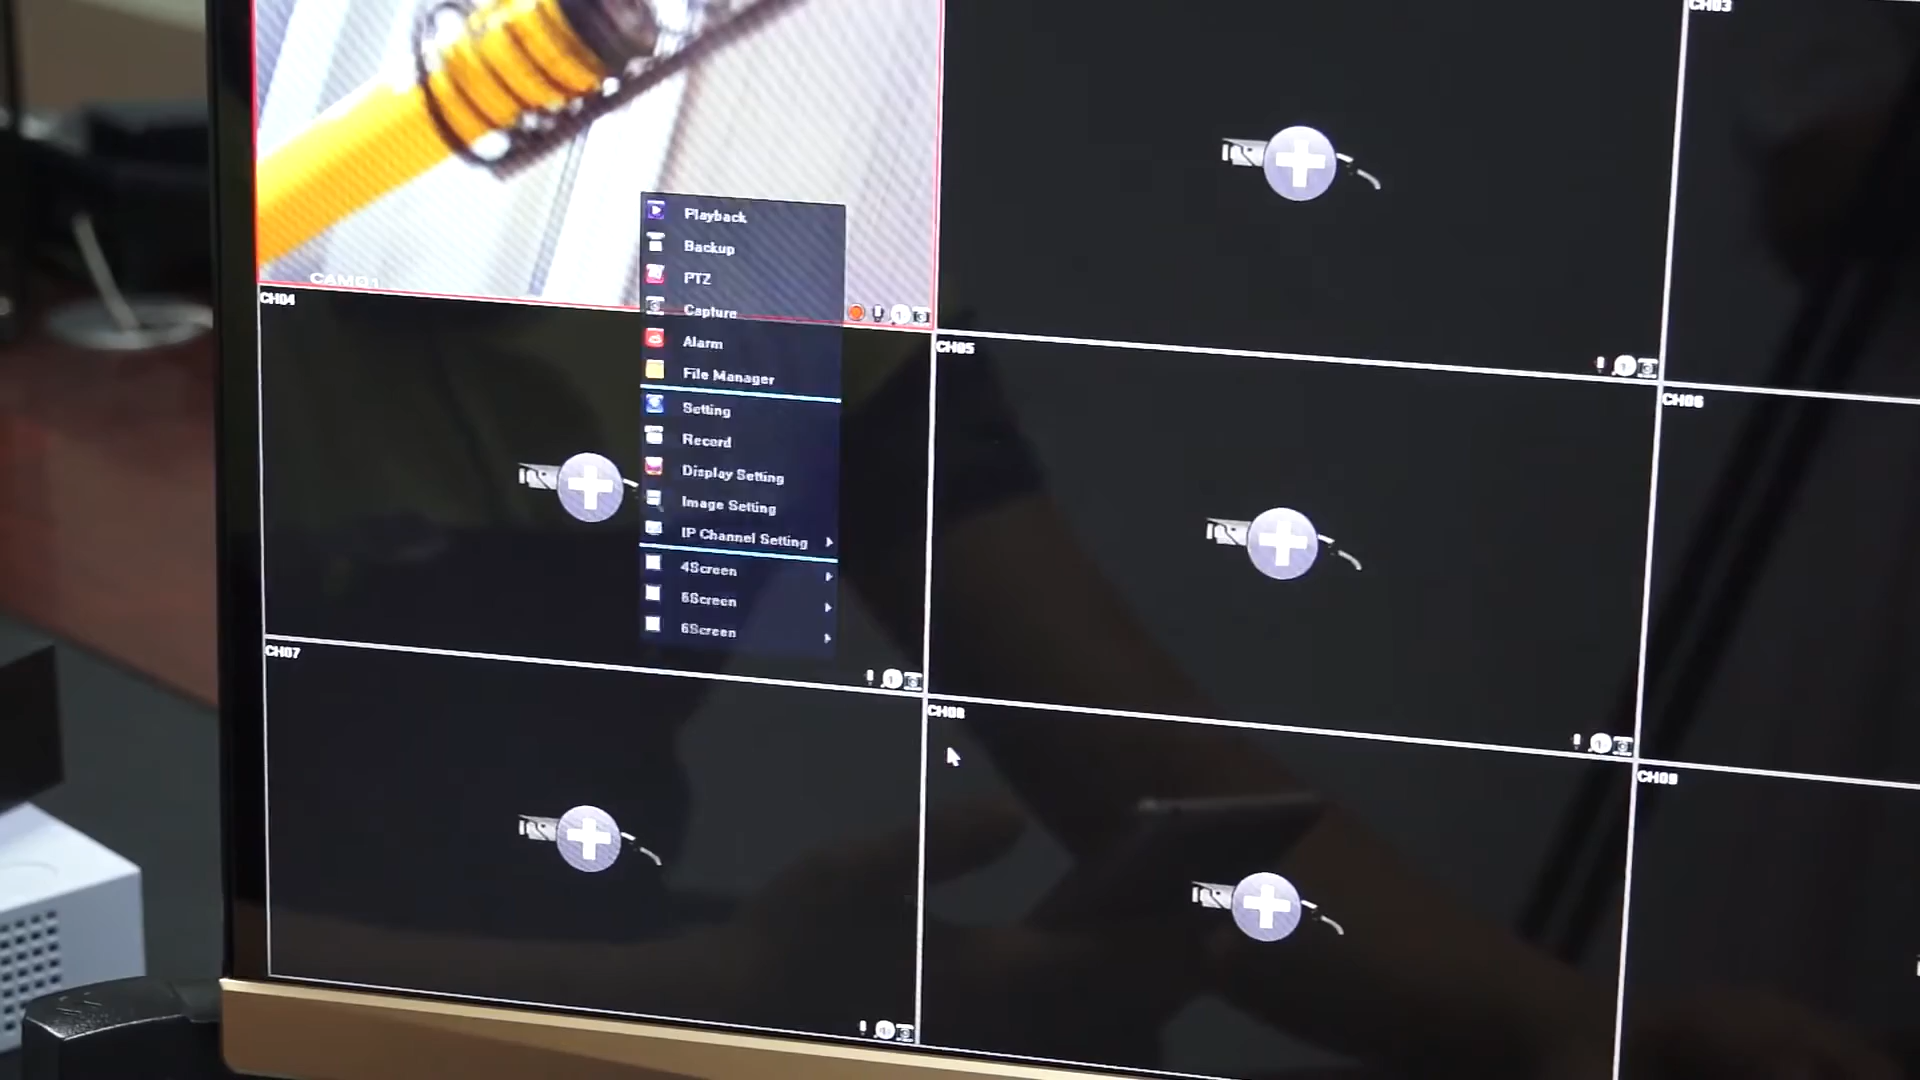 CH03
CAM01
Playback
Backup
PTZ
Capture
Alarm
File Manager
Setting
Record
Display Setting
Image Setting
IP Channel Setting
4Screen
5Screen
6Screen
CH04
CH05
CH06
CH07
CH08
CH09